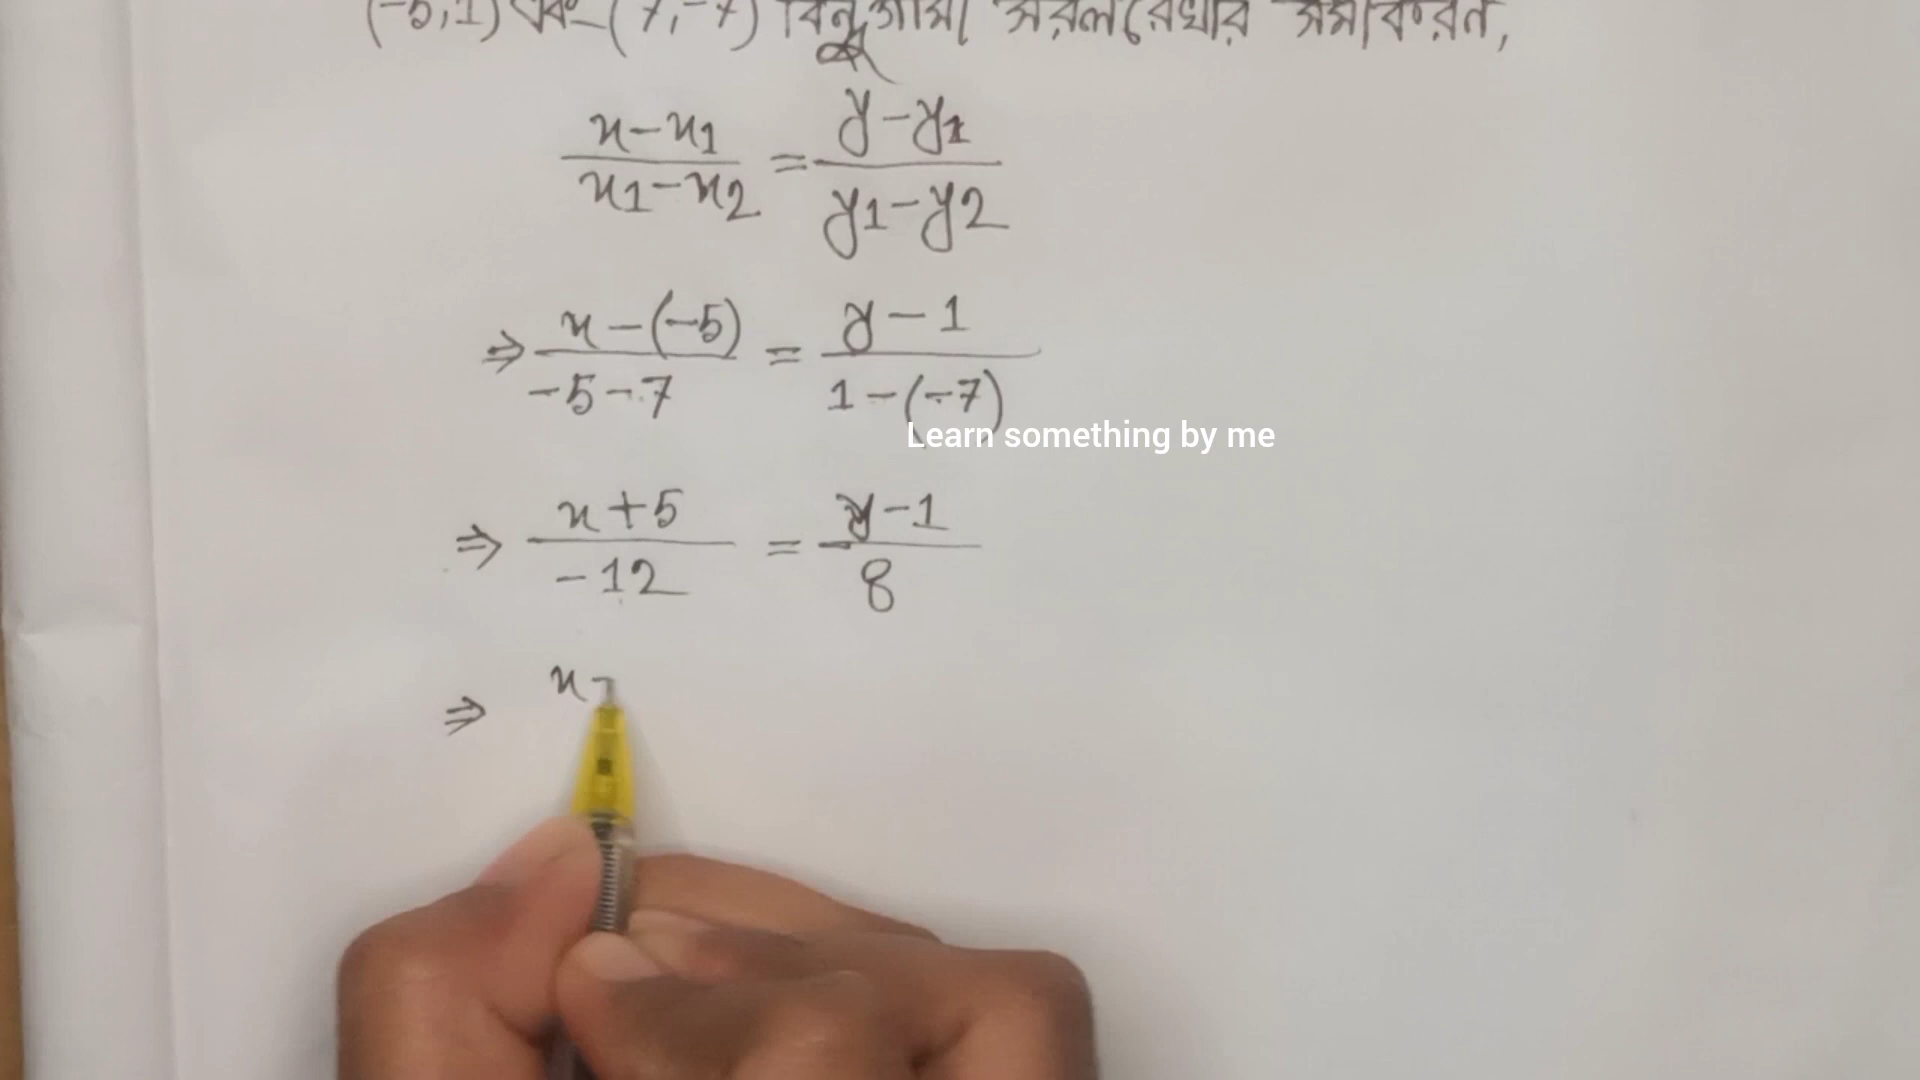 (-5,1) এবং (7,-7) বিন্দুগামী সরলরেখার সমীকরণ,
x-x1/x1-x2 = y-y1/y1-y2
⇒ x-(-5)/-5-7 = y-1/1-(-7)
Learn something by me
⇒ x+5/-12 = y-1/8
⇒ x